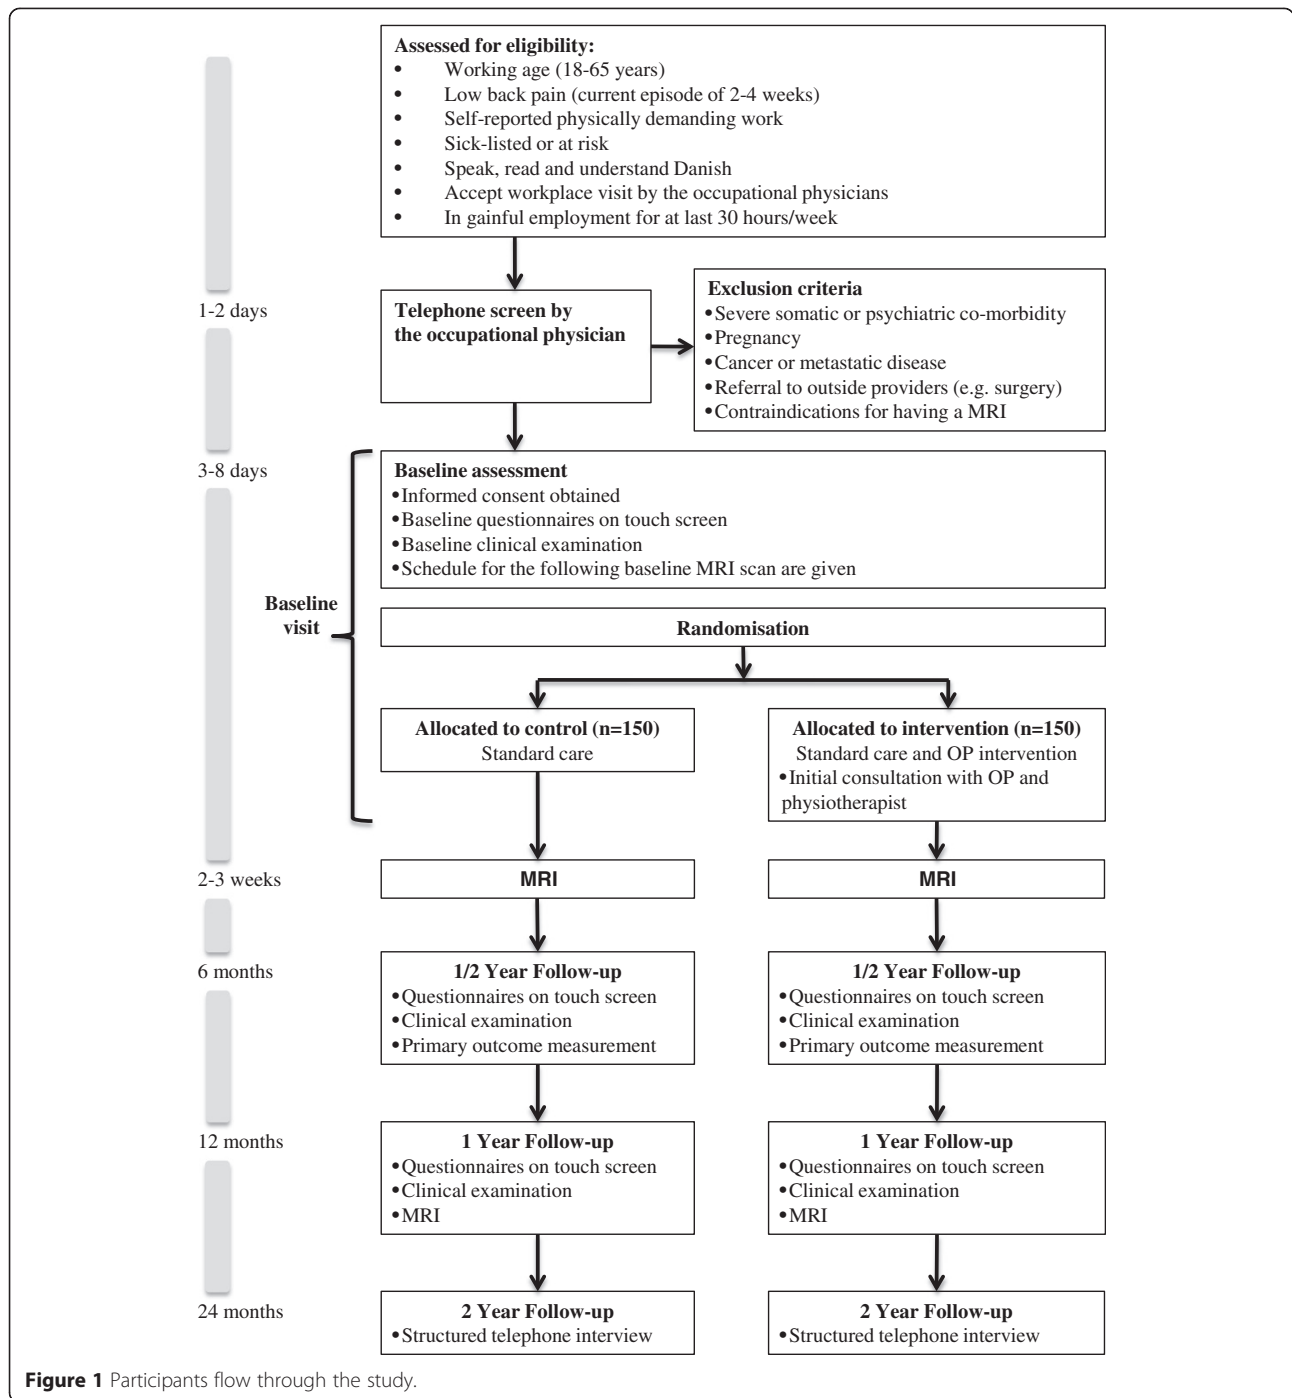 Assessed for eligibility:
• Working age (18-65 years)
• Low back pain (current episode of 2-4 weeks)
• Self-reported physically demanding work
• Sick-listed or at risk
• Speak, read and understand Danish
• Accept workplace visit by the occupational physicians
• In gainful employment for at last 30 hours/week
1-2 days
Telephone screen by
the occupational physician
Exclusion criteria
•Severe somatic or psychiatric co-morbidity
•Pregnancy
•Cancer or metastatic disease
•Referral to outside providers (e.g. surgery)
•Contraindications for having a MRI
3-8 days
Baseline assessment
•Informed consent obtained
•Baseline questionnaires on touch screen
•Baseline clinical examination
•Schedule for the following baseline MRI scan are given
Baseline
visit
Randomisation
Allocated to control (n=150)
Standard care
Allocated to intervention (n=150)
Standard care and OP intervention
•Initial consultation with OP and
physiotherapist
2-3 weeks
MRI
MRI
6 months
1/2 Year Follow-up
•Questionnaires on touch screen
•Clinical examination
•Primary outcome measurement
1/2 Year Follow-up
•Questionnaires on touch screen
•Clinical examination
•Primary outcome measurement
12 months
1 Year Follow-up
•Questionnaires on touch screen
•Clinical examination
•MRI
1 Year Follow-up
•Questionnaires on touch screen
•Clinical examination
•MRI
24 months
2 Year Follow-up
•Structured telephone interview
2 Year Follow-up
•Structured telephone interview
Figure 1 Participants flow through the study.